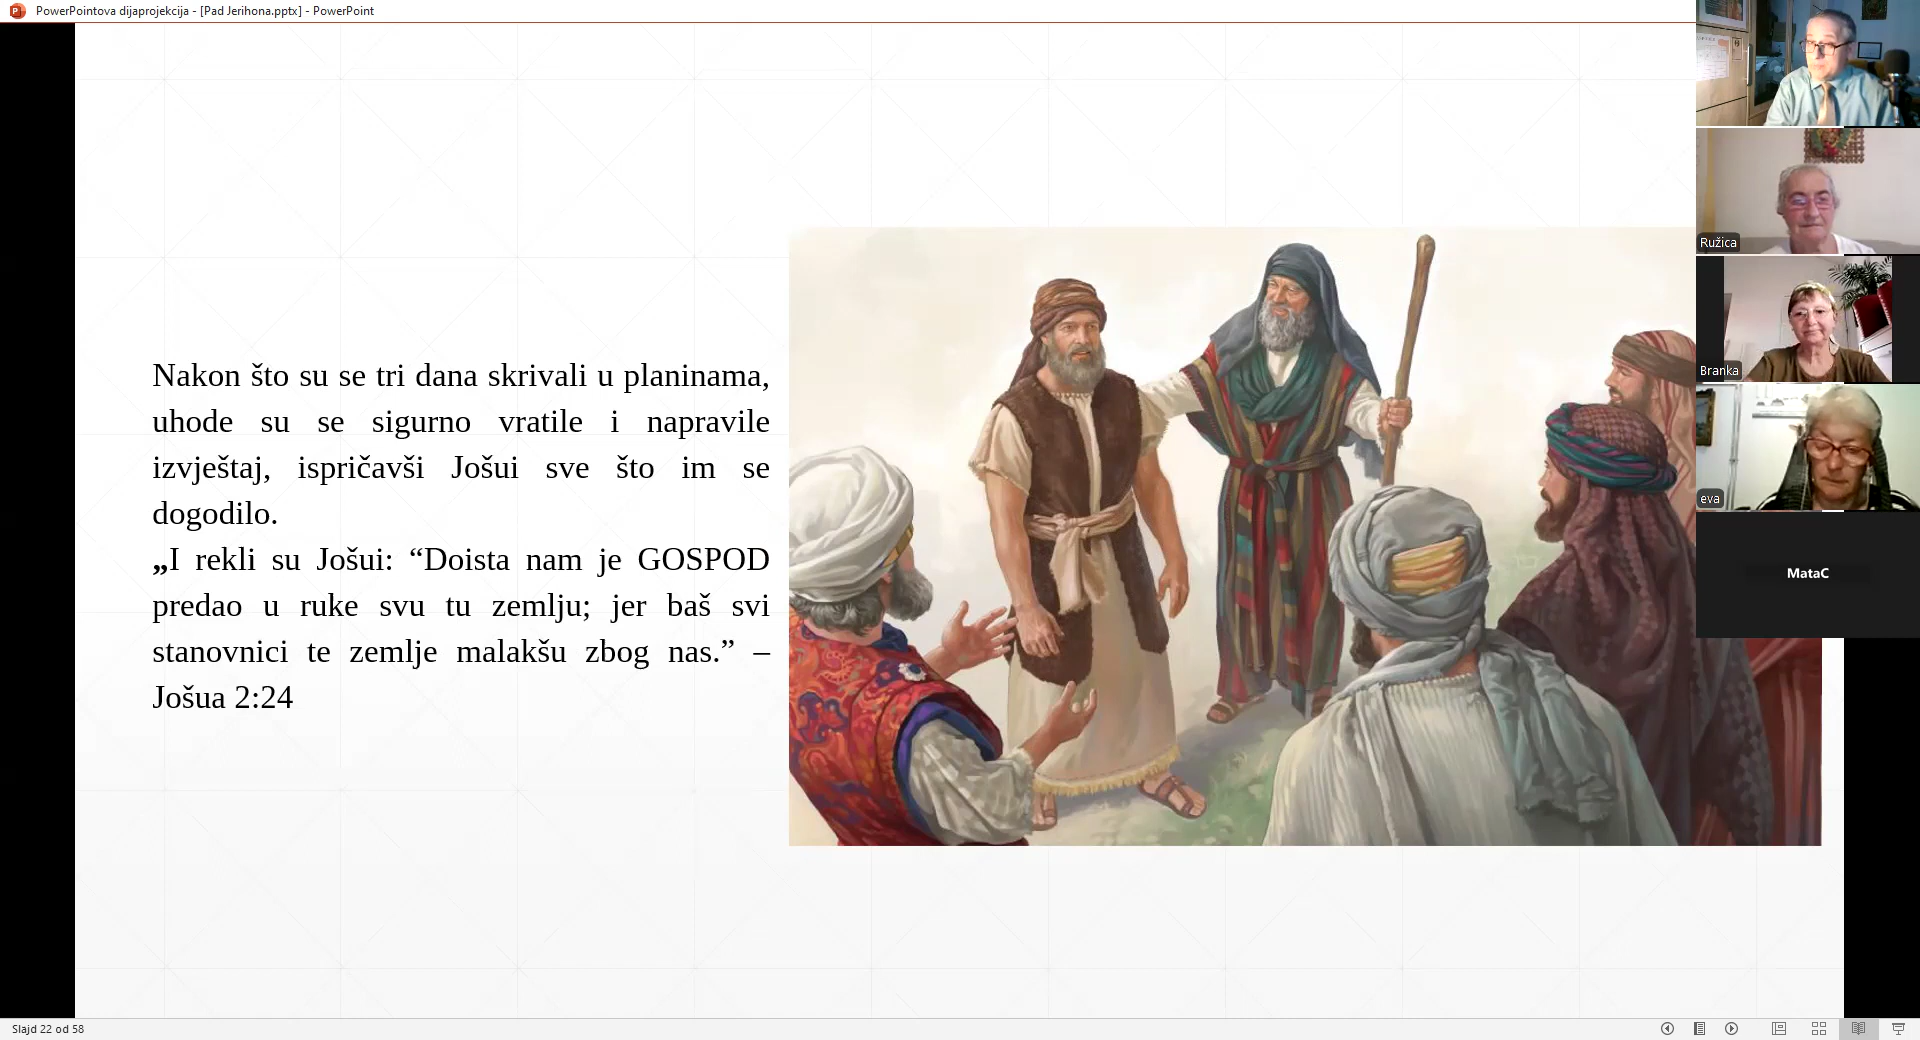 PowerPointova dijaprojekcija - [Pad Jerihona.pptx] - PowerPoint
Nakon što su se tri dana skrivali u planinama,
uhode su se sigurno vratile i napravile
izvještaj, ispričavši Jošui sve što im se
dogodilo.
„I rekli su Jošui: “Doista nam je GOSPOD
predao u ruke svu tu zemlju; jer baš svi
stanovnici te zemlje malakšu zbog nas.” –
Jošua 2:24
Ružica
Branka
eva
MataC
Slajd 22 od 58